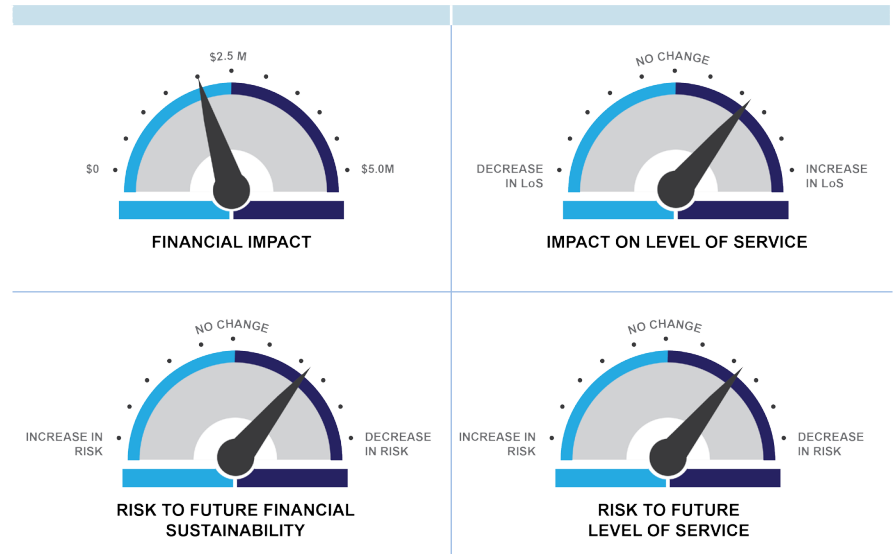 $2.5 M
$0
$5.0M
FINANCIAL IMPACT
NO CHANGE
DECREASE
IN LoS
INCREASE
IN LoS
IMPACT ON LEVEL OF SERVICE
NO CHANGE
INCREASE IN
RISK
DECREASE
IN RISK
RISK TO FUTURE FINANCIAL
SUSTAINABILITY
NO CHANGE
INCREASE IN
RISK
DECREASE
IN RISK
RISK TO FUTURE
LEVEL OF SERVICE